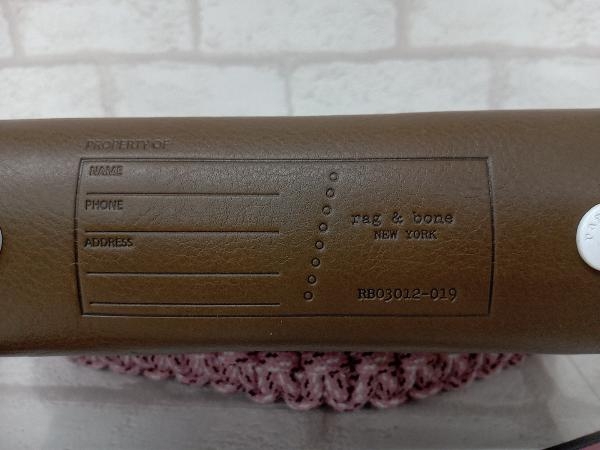 PROPERTY OF
NAME
PHONE
ADDRESS
rag & bone
NEW YORK
RB03012-019